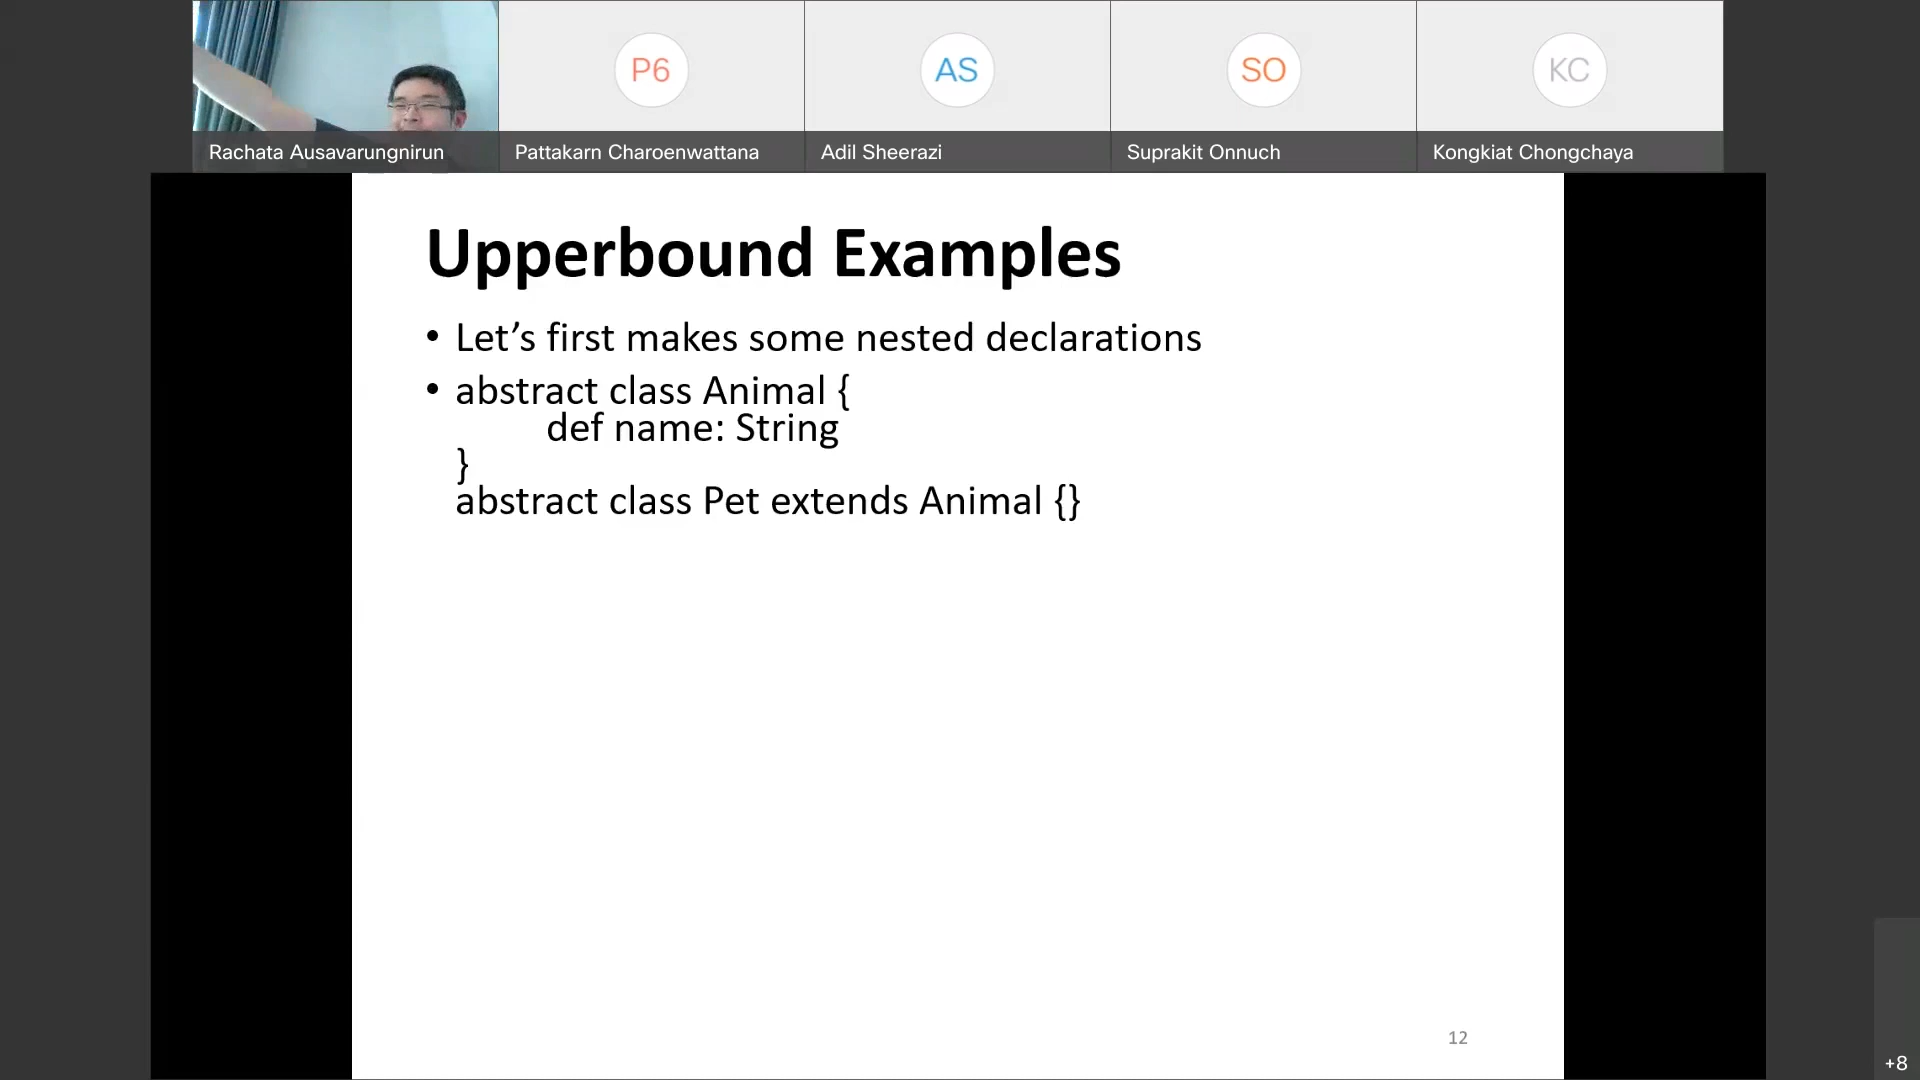 P6
AS
SO
KC
Rachata Ausavarungnirun
Pattakarn Charoenwattana
Adil Sheerazi
Suprakit Onnuch
Kongkiat Chongchaya
Upperbound Examples
• Let’s first makes some nested declarations
• abstract class Animal {
def name: String
}
abstract class Pet extends Animal {}
12
+8